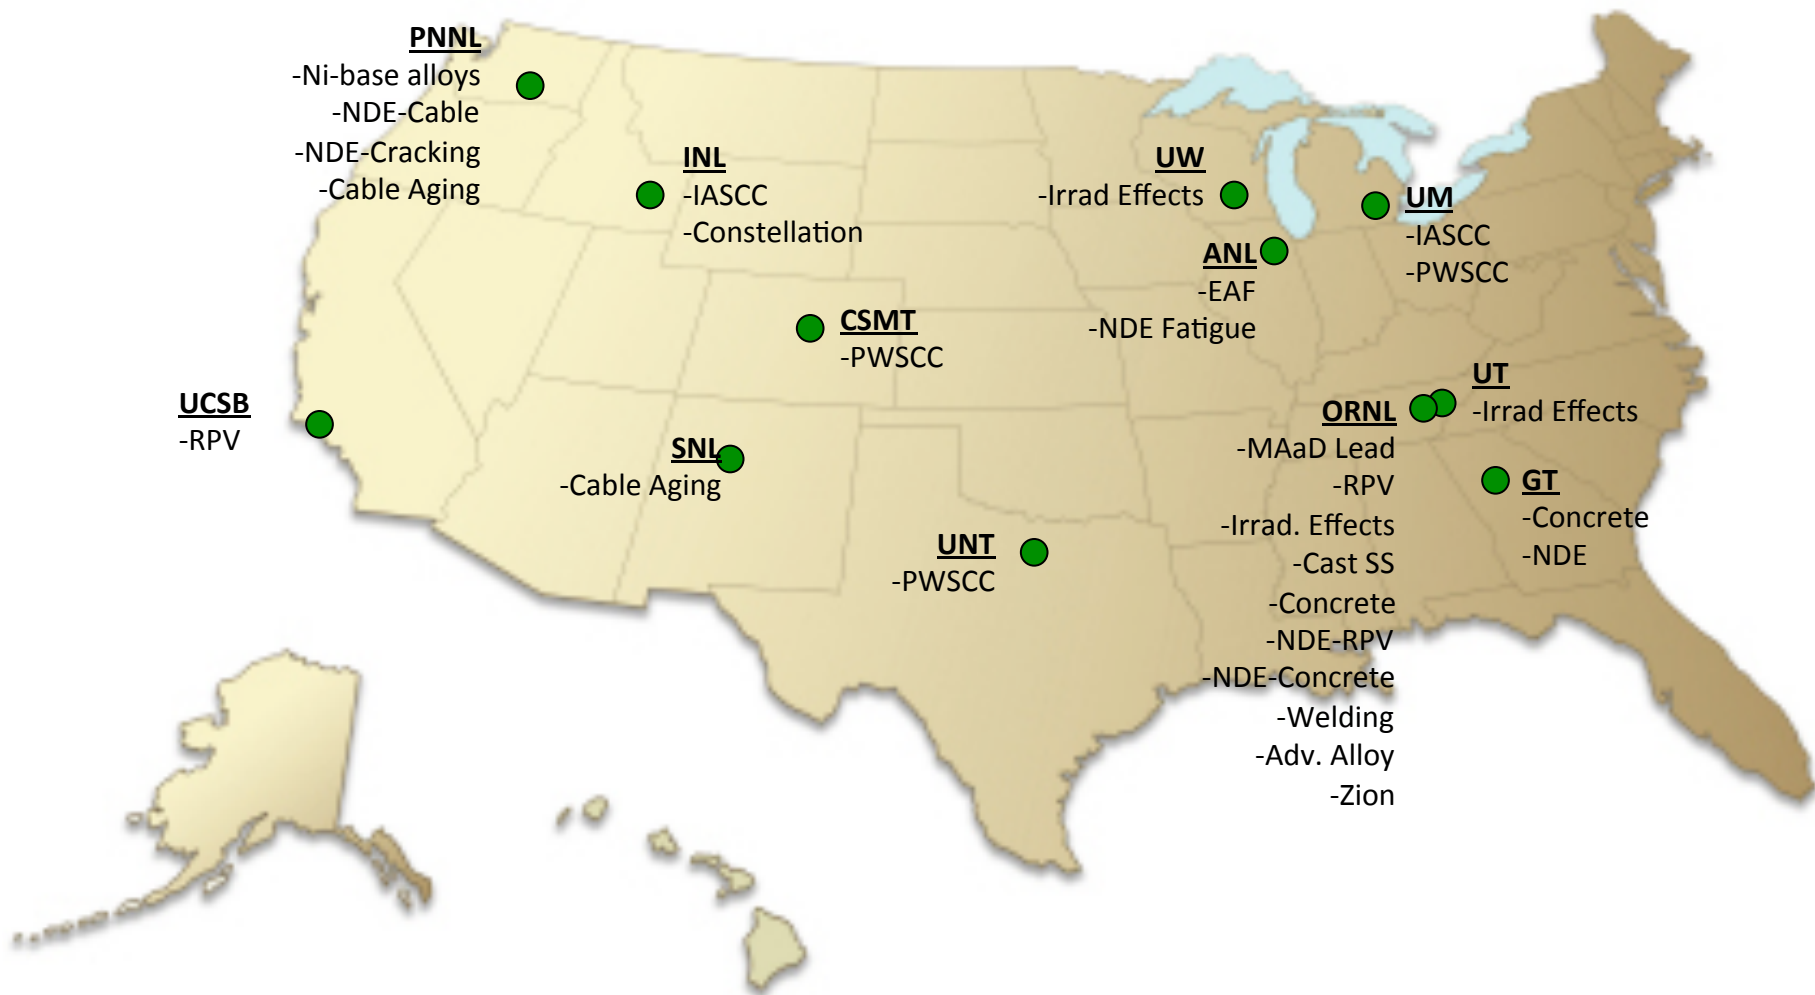 PNNL
-Ni-base alloys
-NDE-Cable
-NDE-Cracking
-Cable Aging
INL
-IASCC
-Constellation
UW
-Irrad Effects
UM
-IASCC
-PWSCC
ANL
-EAF
-NDE Fatigue
CSMT
-PWSCC
UCSB
-RPV
SNL
-Cable Aging
UNT
-PWSCC
UT
-Irrad Effects
ORNL
-MAaD Lead
-RPV
-Irrad. Effects
-Cast SS
-Concrete
-NDE-RPV
-NDE-Concrete
-Welding
-Adv. Alloy
-Zion
GT
-Concrete
-NDE